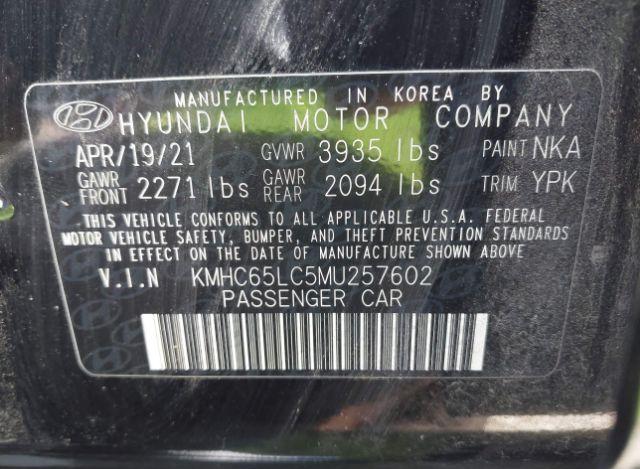 MANUFACTURED IN KOREA BY
HYUNDAI MOTOR COMPANY
APR/19/21 GVWR 3935 lbs PAINT NKA
GAWR FRONT 2271 lbs GAWR REAR 2094 lbs TRIM YPK
THIS VEHICLE CONFORMS TO ALL APPLICABLE U.S.A. FEDERAL
MOTOR VEHICLE SAFETY, BUMPER, AND THEFT PREVENTION STANDARDS
IN EFFECT ON THE DATE OF MANUFACTURE SHOWN ABOVE
V.I.N KMHC65LC5MU257602
PASSENGER CAR